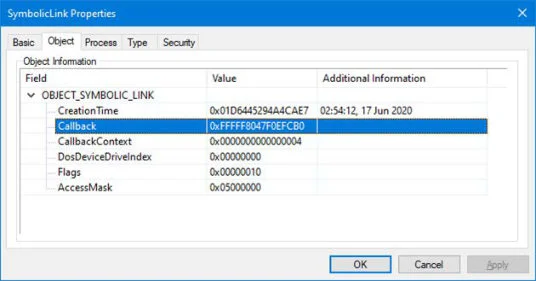 SymbolicLink Properties
Basic Object Process Type Security
Object Information
Field Value Additional Information
OBJECT_SYMBOLIC_LINK
CreationTime 0x01D6445294A4CAE7 02:54:12, 17 Jun 2020
Callback 0xFFFFF8047F0EFCB0
CallbackContext 0x0000000000000004
DosDeviceDriveIndex 0x00000000
Flags 0x00000010
AccessMask 0x05000000
OK Cancel Apply